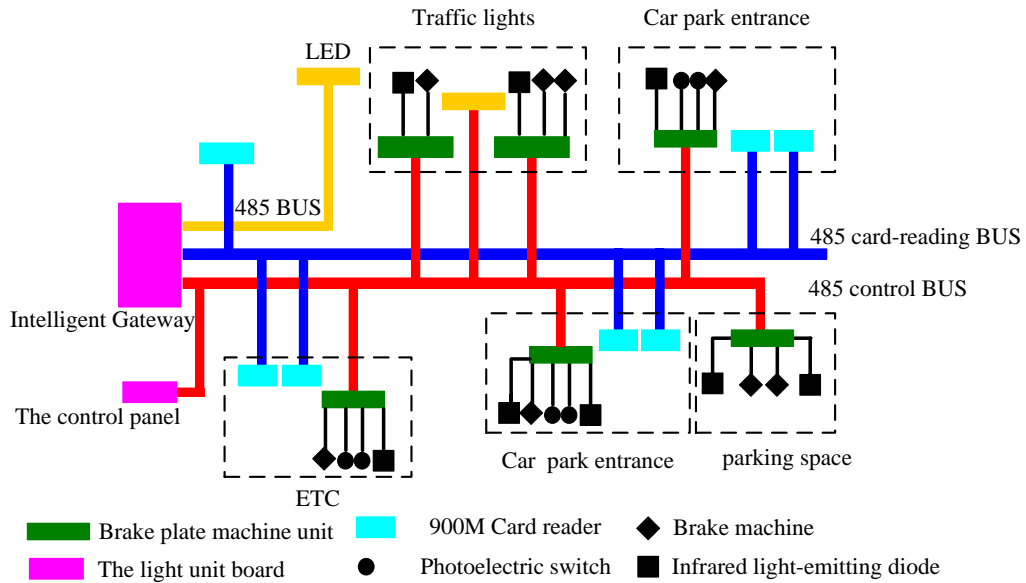 Traffic lights
Car park entrance
LED
485 BUS
485 card-reading BUS
485 control BUS
Intelligent Gateway
The control panel
Car park entrance
parking space
ETC
Brake plate machine unit
900M Card reader
Brake machine
The light unit board
Photoelectric switch
Infrared light-emitting diode